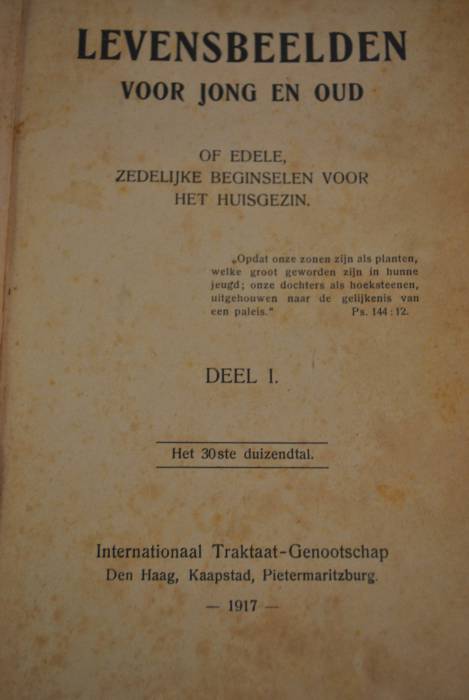 LEVENSBEELDEN
VOOR JONG EN OUD
OF EDELE,
ZEDELIJKE BEGINSELEN VOOR
HET HUISGEZIN.
„Opdat onze zonen zijn als planten,
welke groot geworden zijn in hunne
jeugd; onze dochters als hoeksteenen,
uitgehouwen naar de gelijkenis van
een paleis." Ps. 144:12.
DEEL I.
Het 30ste duizendtal.
Internationaal Traktaat-Genootschap
Den Haag, Kaapstad, Pietermaritzburg.
— 1917 —